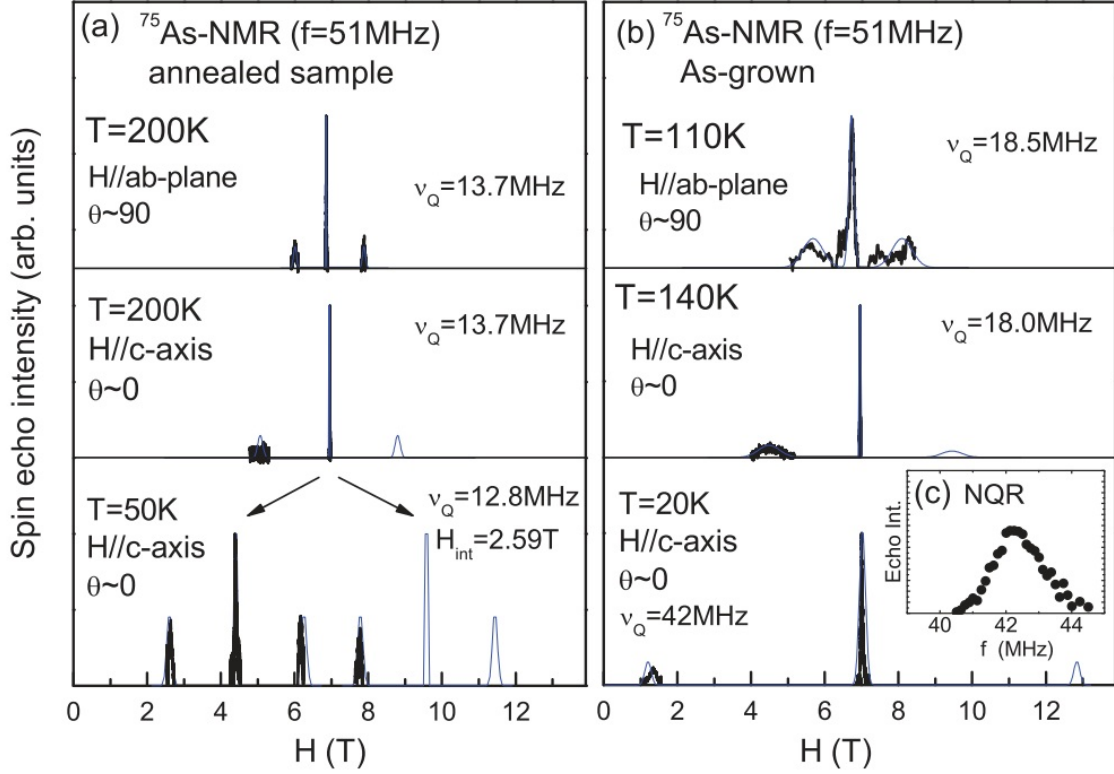 Spin echo intensity (arb. units)
(a) ⁷⁵As-NMR (f=51MHz)
annealed sample
T=200K
H//ab-plane
θ~90
ν_Q=13.7MHz
T=200K
H//c-axis
θ~0
ν_Q=13.7MHz
T=50K
H//c-axis
θ~0
ν_Q=12.8MHz
H_int=2.59T
0 2 4 6 8 10 12
H (T)
(b) ⁷⁵As-NMR (f=51MHz)
As-grown
T=110K
H//ab-plane
θ~90
ν_Q=18.5MHz
T=140K
H//c-axis
θ~0
ν_Q=18.0MHz
T=20K
H//c-axis
θ~0
ν_Q=42MHz
(c) NQR
Echo Int.
40 42 44
f (MHz)
0 2 4 6 8 10 12
H (T)